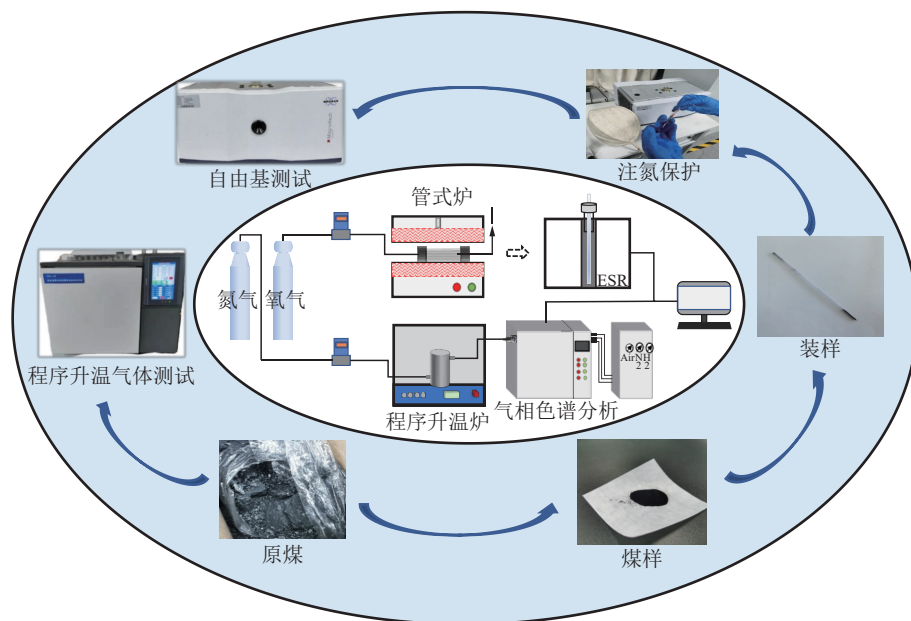 自由基测试
注氮保护
管式炉
氮气
氧气
ESR
程序升温气体测试
装样
AirNH
2 2
程序升温炉
气相色谱分析
原煤
煤样